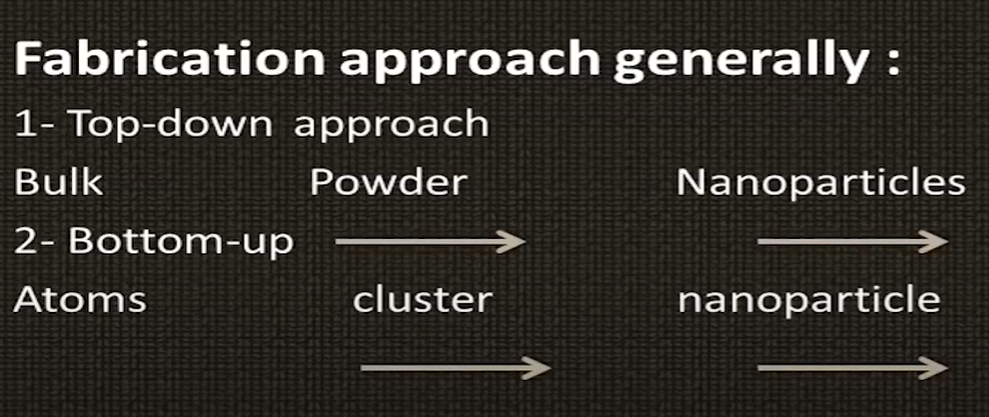 Fabrication approach generally :
1- Top-down approach
Bulk Powder Nanoparticles
2- Bottom-up
Atoms cluster nanoparticle